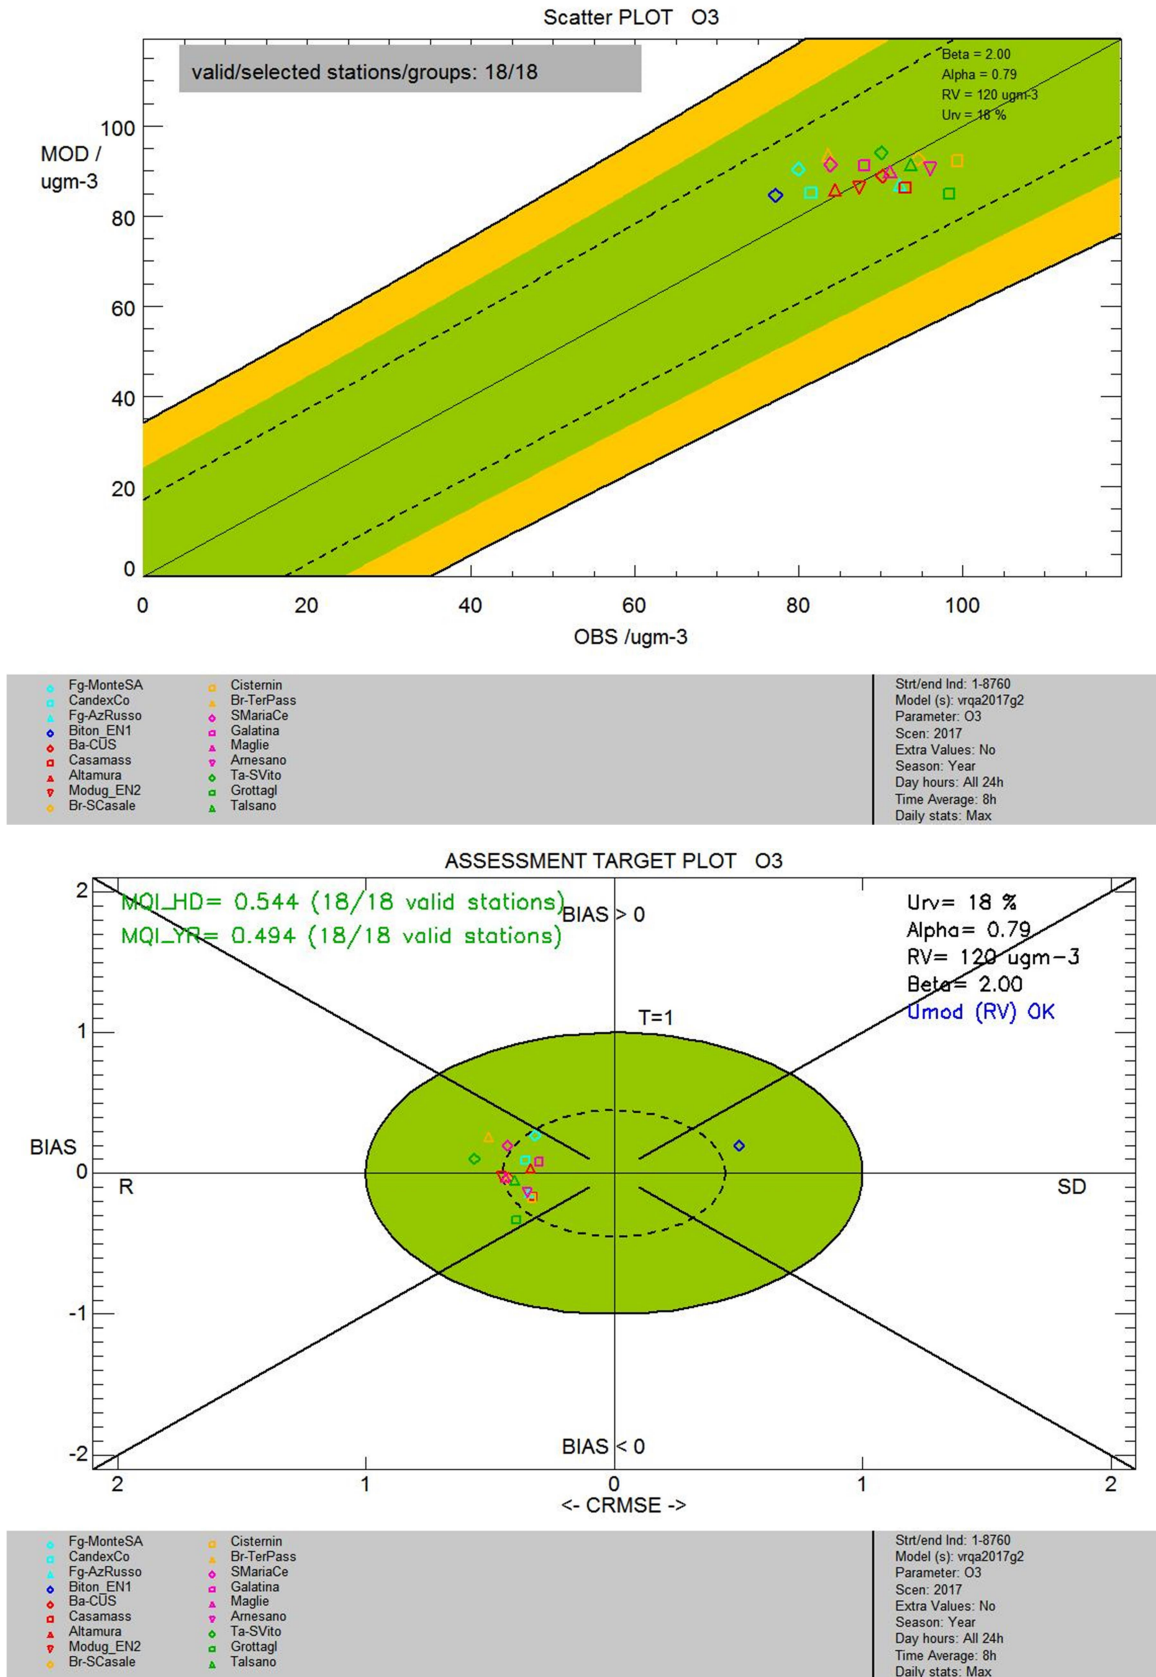 Scatter PLOT O3
valid/selected stations/groups: 18/18
Beta = 2.00
Alpha = 0.79
RV = 120 ugm-3
Urv = 18 %
MOD /
ugm-3
100
80
60
40
20
0
0 20 40 60 80 100
OBS /ugm-3
Fg-MonteSA
CandexCo
Fg-AzRusso
Biton_EN1
Ba-CUS
Casamass
Altamura
Modug_EN2
Br-SCasale
Cisternin
Br-TerPass
SMariaCe
Galatina
Maglie
Arnesano
Ta-SVito
Grottagl
Talsano
Strt/end Ind: 1-8760
Model (s): vrqa2017g2
Parameter: O3
Scen: 2017
Extra Values: No
Season: Year
Day hours: All 24h
Time Average: 8h
Daily stats: Max
ASSESSMENT TARGET PLOT O3
MQI_HD= 0.544 (18/18 valid stations)
MQI_YR= 0.494 (18/18 valid stations)
BIAS > 0
Urv= 18 %
Alpha= 0.79
RV= 120 ugm-3
Beta= 2.00
Umod (RV) OK
T=1
2
1
BIAS
0
-1
-2
R
SD
BIAS < 0
2 1 0 1 2
<- CRMSE ->
Fg-MonteSA
CandexCo
Fg-AzRusso
Biton_EN1
Ba-CUS
Casamass
Altamura
Modug_EN2
Br-SCasale
Cisternin
Br-TerPass
SMariaCe
Galatina
Maglie
Arnesano
Ta-SVito
Grottagl
Talsano
Strt/end Ind: 1-8760
Model (s): vrqa2017g2
Parameter: O3
Scen: 2017
Extra Values: No
Season: Year
Day hours: All 24h
Time Average: 8h
Daily stats: Max